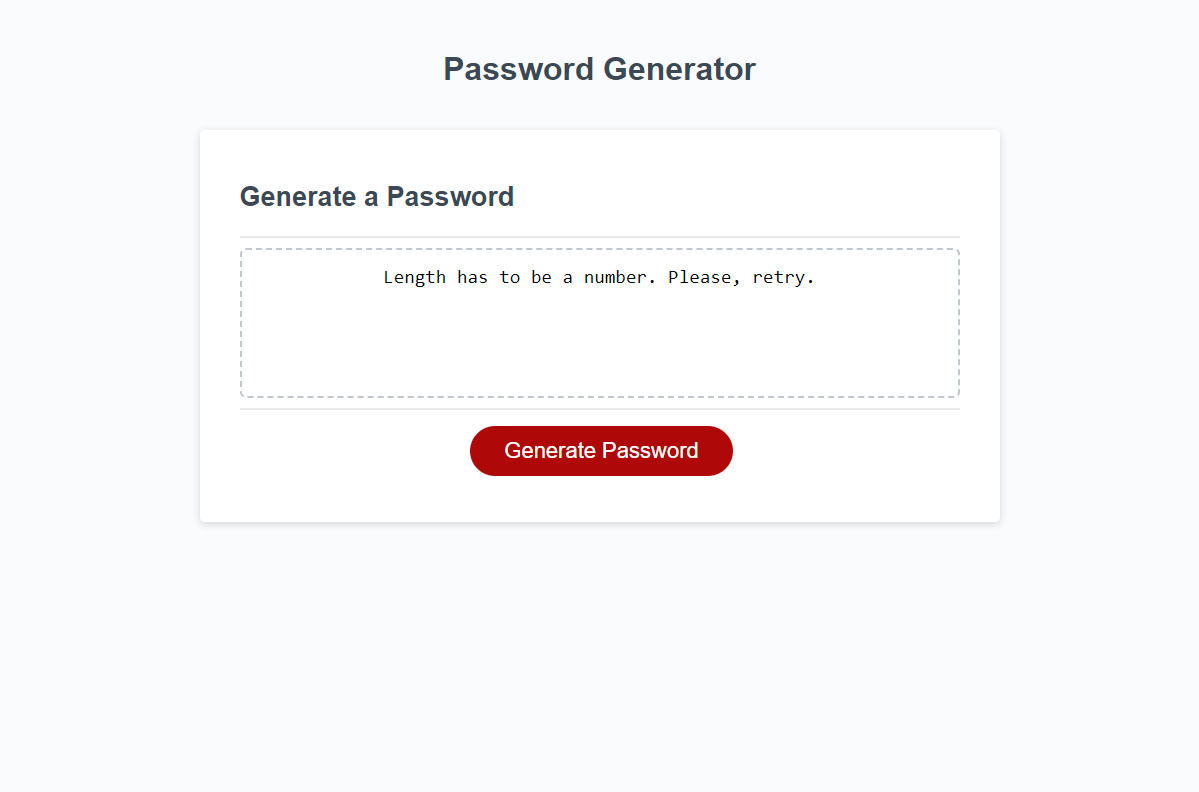 Password Generator
Generate a Password
Length has to be a number. Please, retry.
Generate Password